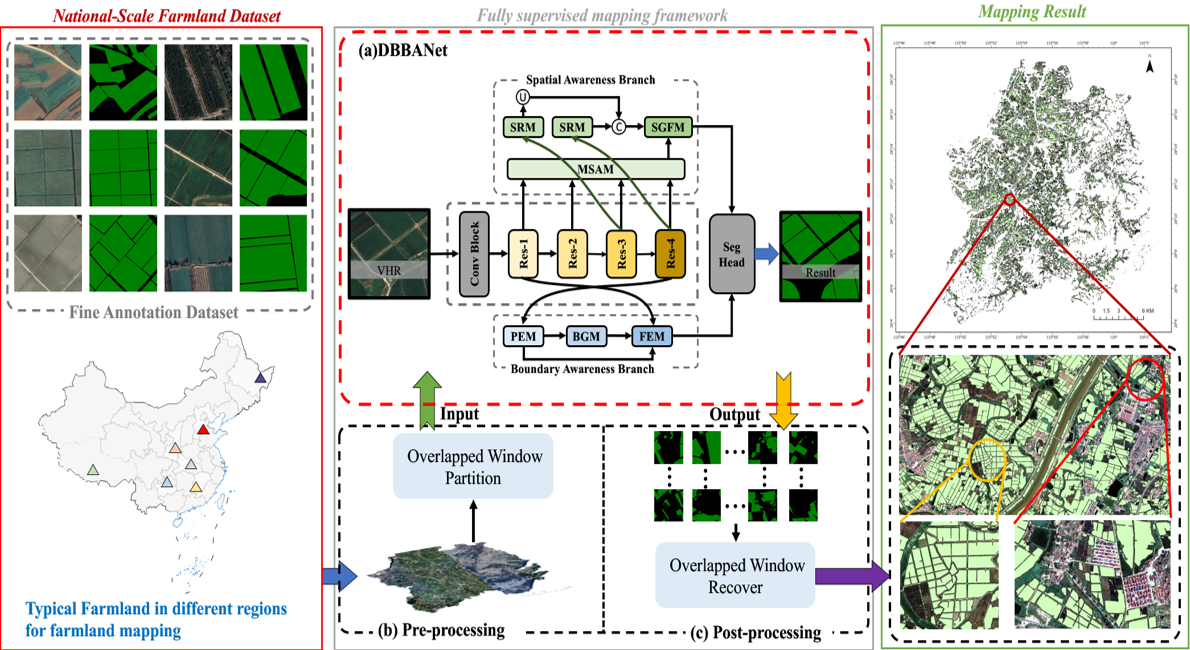 National-Scale Farmland Dataset
Fine Annotation Dataset
Typical Farmland in different regions
for farmland mapping
Fully supervised mapping framework
(a)DBBANet
Spatial Awareness Branch
U
SRM
SRM
C
SGFM
MSAM
VHR
Conv Block
Res-1
Res-2
Res-3
Res-4
Seg
Head
Result
PEM
BGM
FEM
Boundary Awareness Branch
Input
Output
Overlapped Window
Partition
(b) Pre-processing
Overlapped Window
Recover
(c) Post-processing
Mapping Result
N
0 1.5 3 6 KM